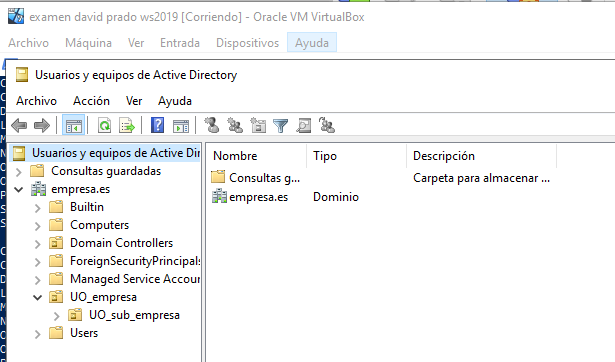 examen david prado ws2019 [Corriendo] - Oracle VM VirtualBox
Archivo Máquina Ver Entrada Dispositivos Ayuda
Usuarios y equipos de Active Directory
Archivo Acción Ver Ayuda
Usuarios y equipos de Active Direc
Consultas guardadas
empresa.es
Builtin
Computers
Domain Controllers
ForeignSecurityPrincipals
Managed Service Accour
UO_empresa
UO_sub_empresa
Users
Nombre Tipo Descripción
Consultas g... Carpeta para almacenar ...
empresa.es Dominio